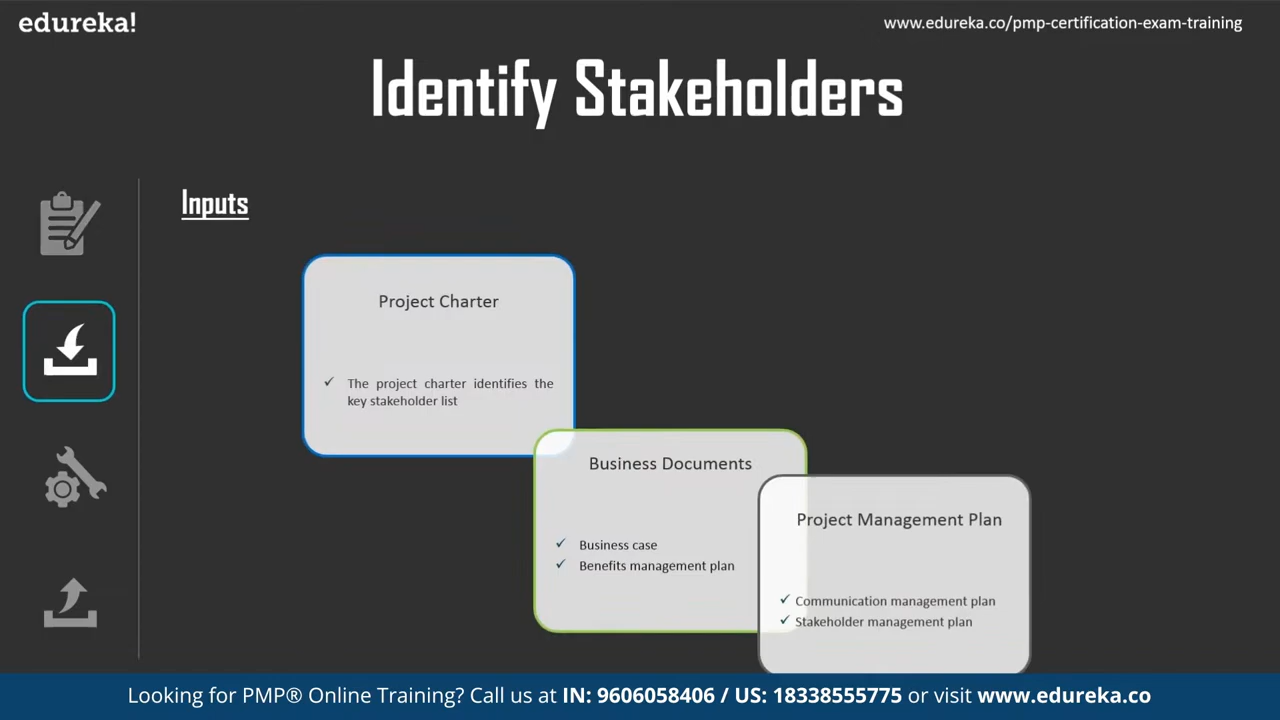 edureka!
www.edureka.co/pmp-certification-exam-training
Identify Stakeholders
Inputs
Project Charter
✓ The project charter identifies the
key stakeholder list
Business Documents
✓ Business case
✓ Benefits management plan
Project Management Plan
✓ Communication management plan
✓ Stakeholder management plan
Looking for PMP® Online Training? Call us at IN: 9606058406 / US: 18338555775 or visit www.edureka.co